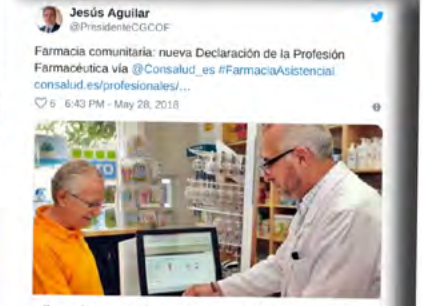 Jesús Aguilar
@PresidenteCGCOF
Farmacia comunitaria: nueva Declaración de la Profesión
Farmacéutica vía @Consalud_es #FarmaciaAsistencial
consalud.es/profesionales/…
6 6:43 PM - May 28, 2018